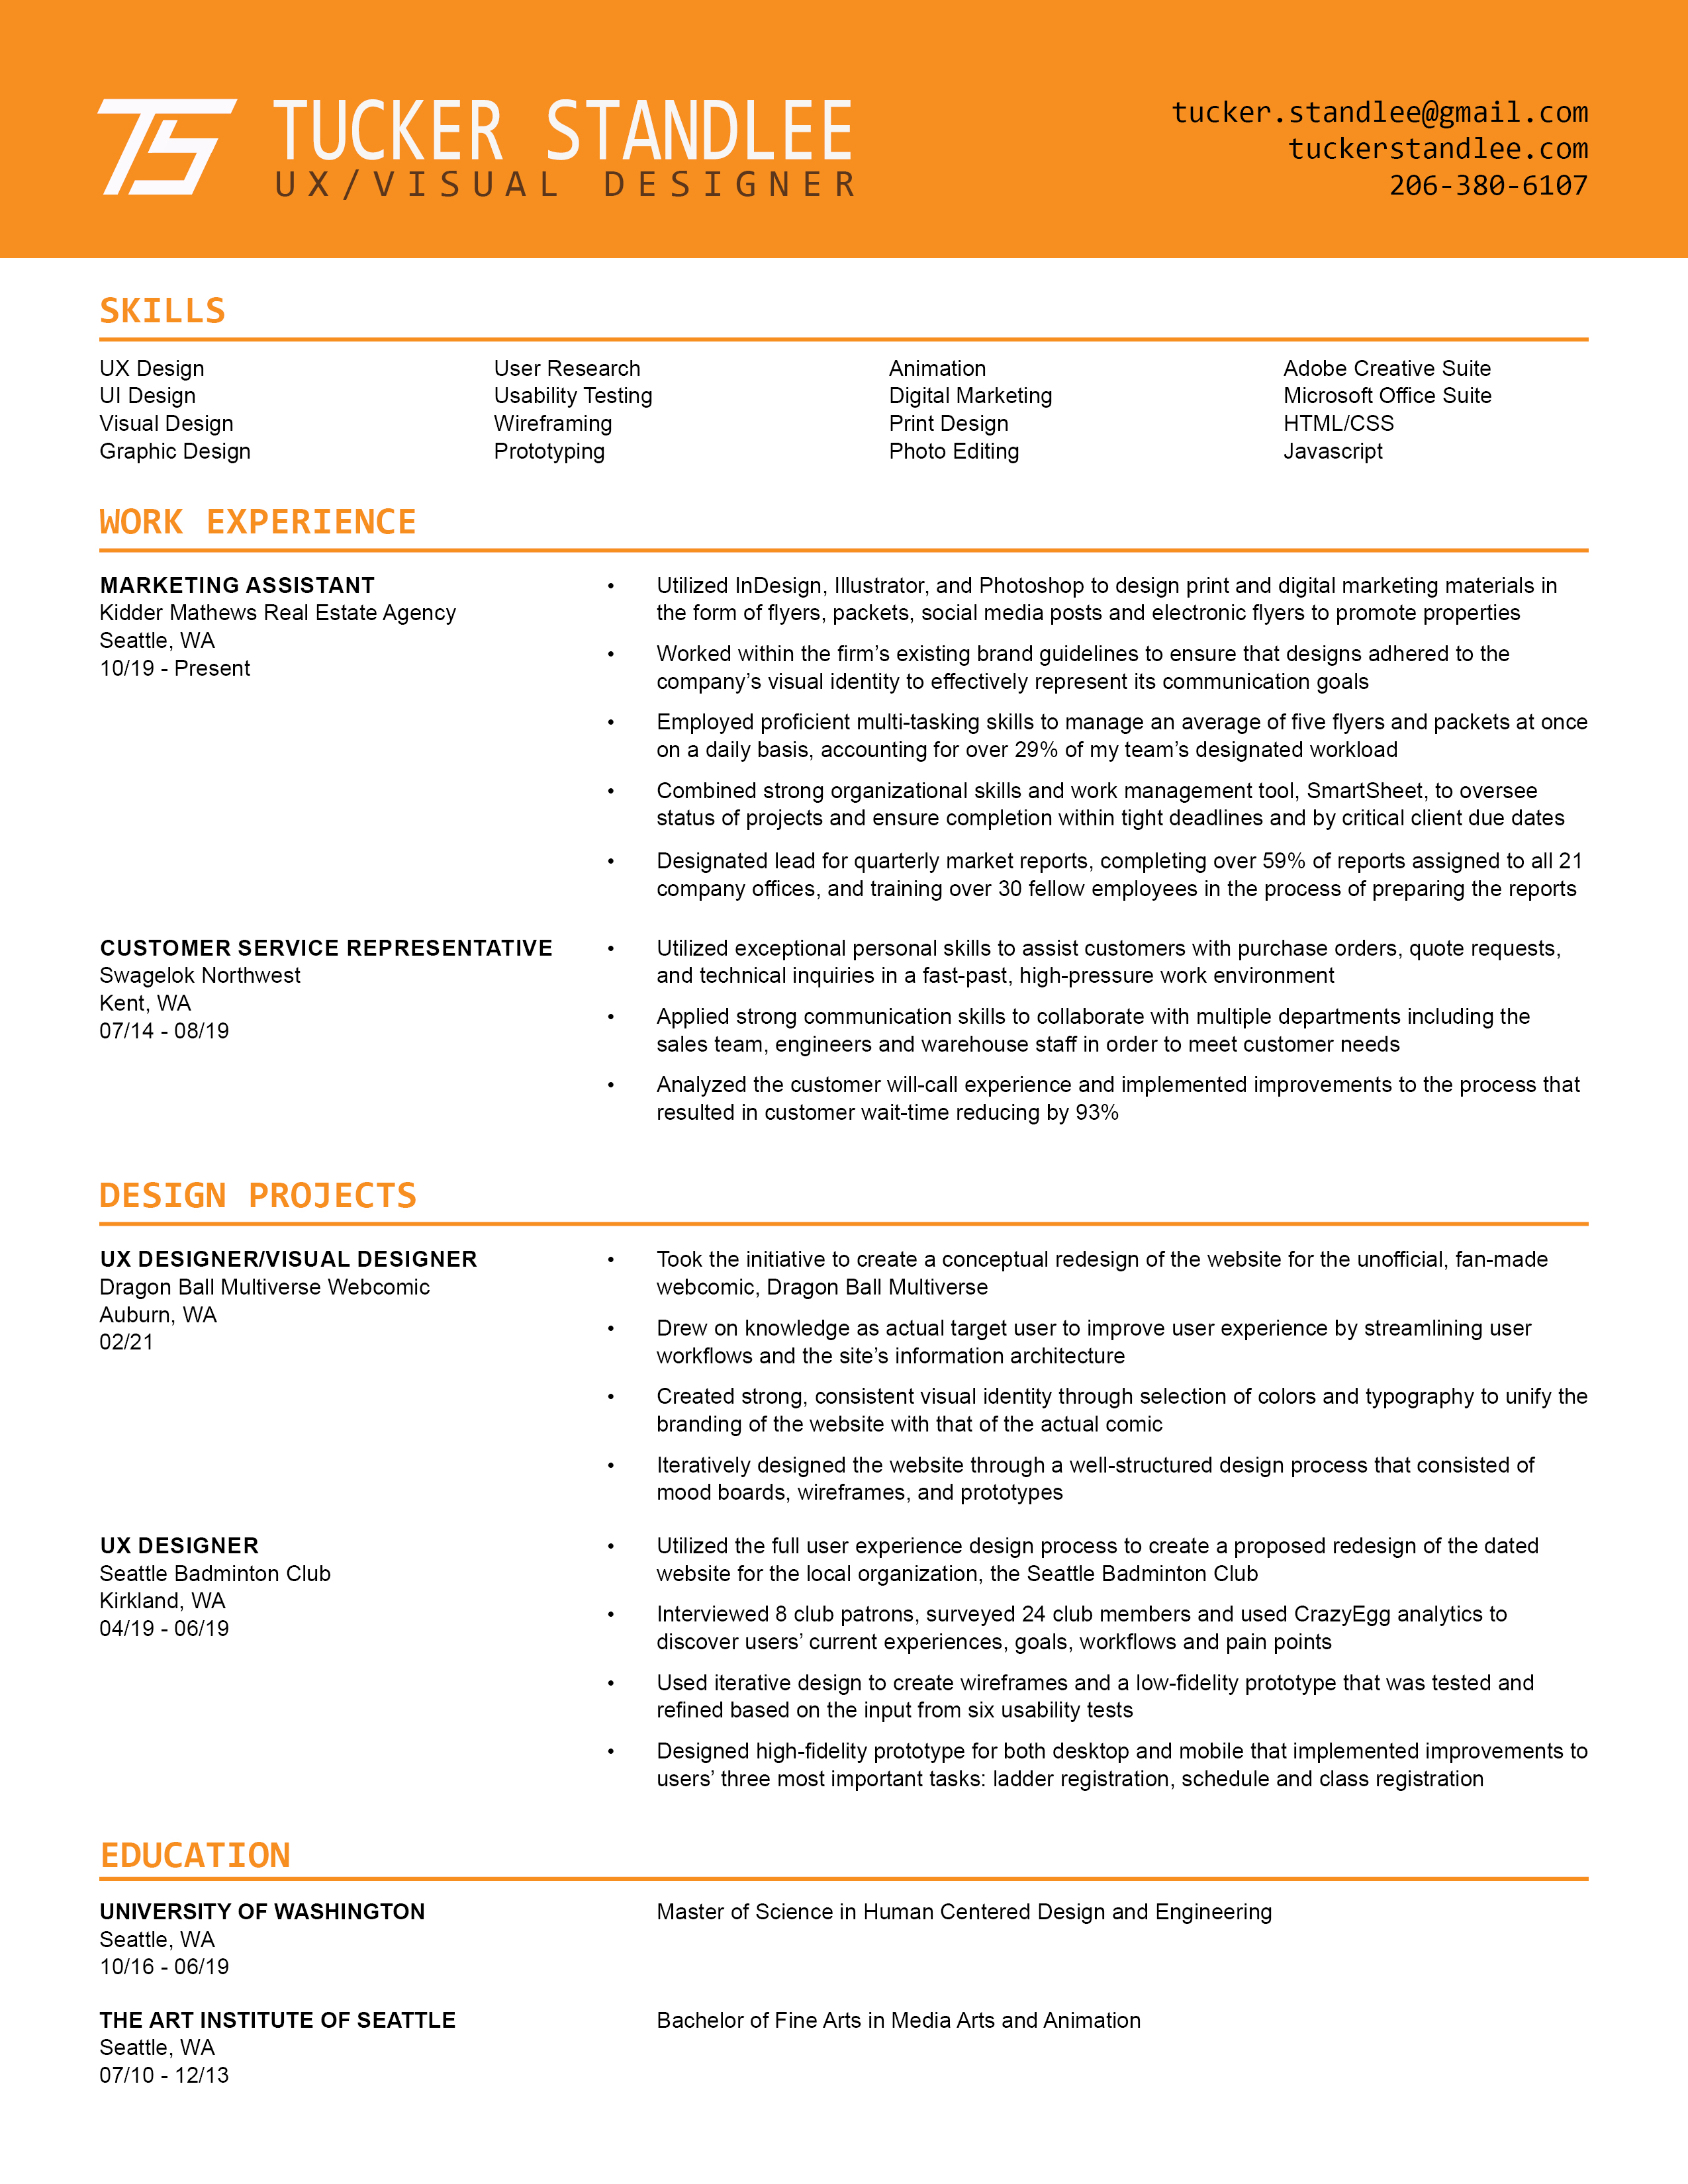 TS
TUCKER STANDLEE
UX/VISUAL DESIGNER
tucker.standlee@gmail.com
tuckerstandlee.com
206-380-6107
SKILLS
UX Design
UI Design
Visual Design
Graphic Design
User Research
Usability Testing
Wireframing
Prototyping
Animation
Digital Marketing
Print Design
Photo Editing
Adobe Creative Suite
Microsoft Office Suite
HTML/CSS
Javascript
WORK EXPERIENCE
MARKETING ASSISTANT
Kidder Mathews Real Estate Agency
Seattle, WA
10/19 - Present
• Utilized InDesign, Illustrator, and Photoshop to design print and digital marketing materials in
the form of flyers, packets, social media posts and electronic flyers to promote properties
• Worked within the firm’s existing brand guidelines to ensure that designs adhered to the
company’s visual identity to effectively represent its communication goals
• Employed proficient multi-tasking skills to manage an average of five flyers and packets at once
on a daily basis, accounting for over 29% of my team’s designated workload
• Combined strong organizational skills and work management tool, SmartSheet, to oversee
status of projects and ensure completion within tight deadlines and by critical client due dates
• Designated lead for quarterly market reports, completing over 59% of reports assigned to all 21
company offices, and training over 30 fellow employees in the process of preparing the reports
CUSTOMER SERVICE REPRESENTATIVE
Swagelok Northwest
Kent, WA
07/14 - 08/19
• Utilized exceptional personal skills to assist customers with purchase orders, quote requests,
and technical inquiries in a fast-past, high-pressure work environment
• Applied strong communication skills to collaborate with multiple departments including the
sales team, engineers and warehouse staff in order to meet customer needs
• Analyzed the customer will-call experience and implemented improvements to the process that
resulted in customer wait-time reducing by 93%
DESIGN PROJECTS
UX DESIGNER/VISUAL DESIGNER
Dragon Ball Multiverse Webcomic
Auburn, WA
02/21
• Took the initiative to create a conceptual redesign of the website for the unofficial, fan-made
webcomic, Dragon Ball Multiverse
• Drew on knowledge as actual target user to improve user experience by streamlining user
workflows and the site’s information architecture
• Created strong, consistent visual identity through selection of colors and typography to unify the
branding of the website with that of the actual comic
• Iteratively designed the website through a well-structured design process that consisted of
mood boards, wireframes, and prototypes
UX DESIGNER
Seattle Badminton Club
Kirkland, WA
04/19 - 06/19
• Utilized the full user experience design process to create a proposed redesign of the dated
website for the local organization, the Seattle Badminton Club
• Interviewed 8 club patrons, surveyed 24 club members and used CrazyEgg analytics to
discover users’ current experiences, goals, workflows and pain points
• Used iterative design to create wireframes and a low-fidelity prototype that was tested and
refined based on the input from six usability tests
• Designed high-fidelity prototype for both desktop and mobile that implemented improvements to
users’ three most important tasks: ladder registration, schedule and class registration
EDUCATION
UNIVERSITY OF WASHINGTON
Seattle, WA
10/16 - 06/19
Master of Science in Human Centered Design and Engineering
THE ART INSTITUTE OF SEATTLE
Seattle, WA
07/10 - 12/13
Bachelor of Fine Arts in Media Arts and Animation